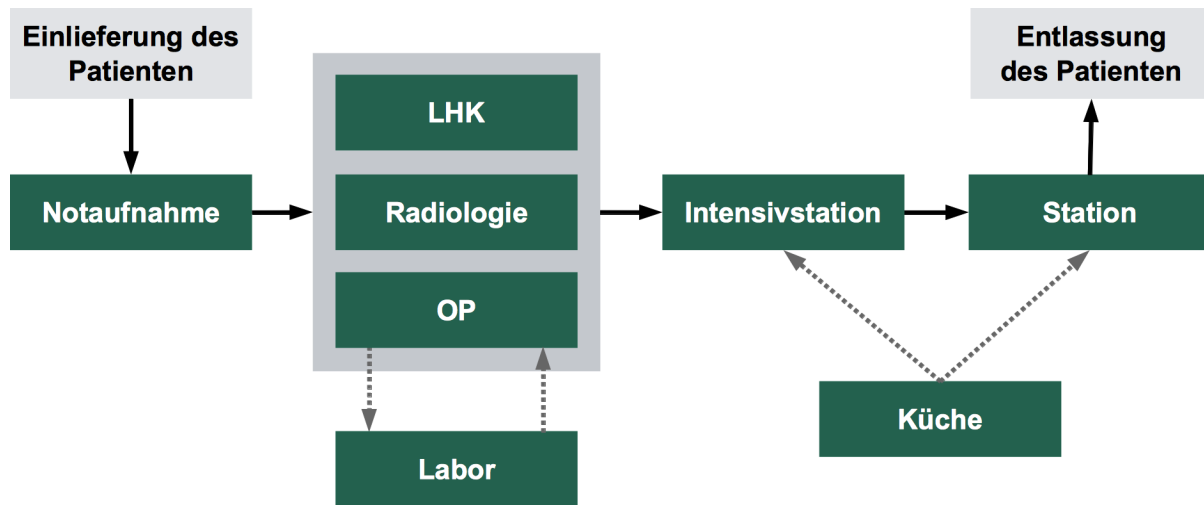 Einlieferung des
Patienten
Entlassung
des Patienten
LHK
Notaufnahme
Radiologie
Intensivstation
Station
OP
Küche
Labor